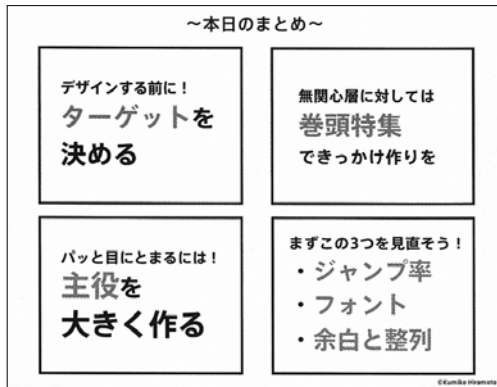 ～本日のまとめ～
デザインする前に！
ターゲットを
決める
無関心層に対しては
巻頭特集
できっかけ作りを
パッと目にとまるには！
主役を
大きく作る
まずこの3つを見直そう！
・ジャンプ率
・フォント
・余白と整列
©Kumiko Hiramoto